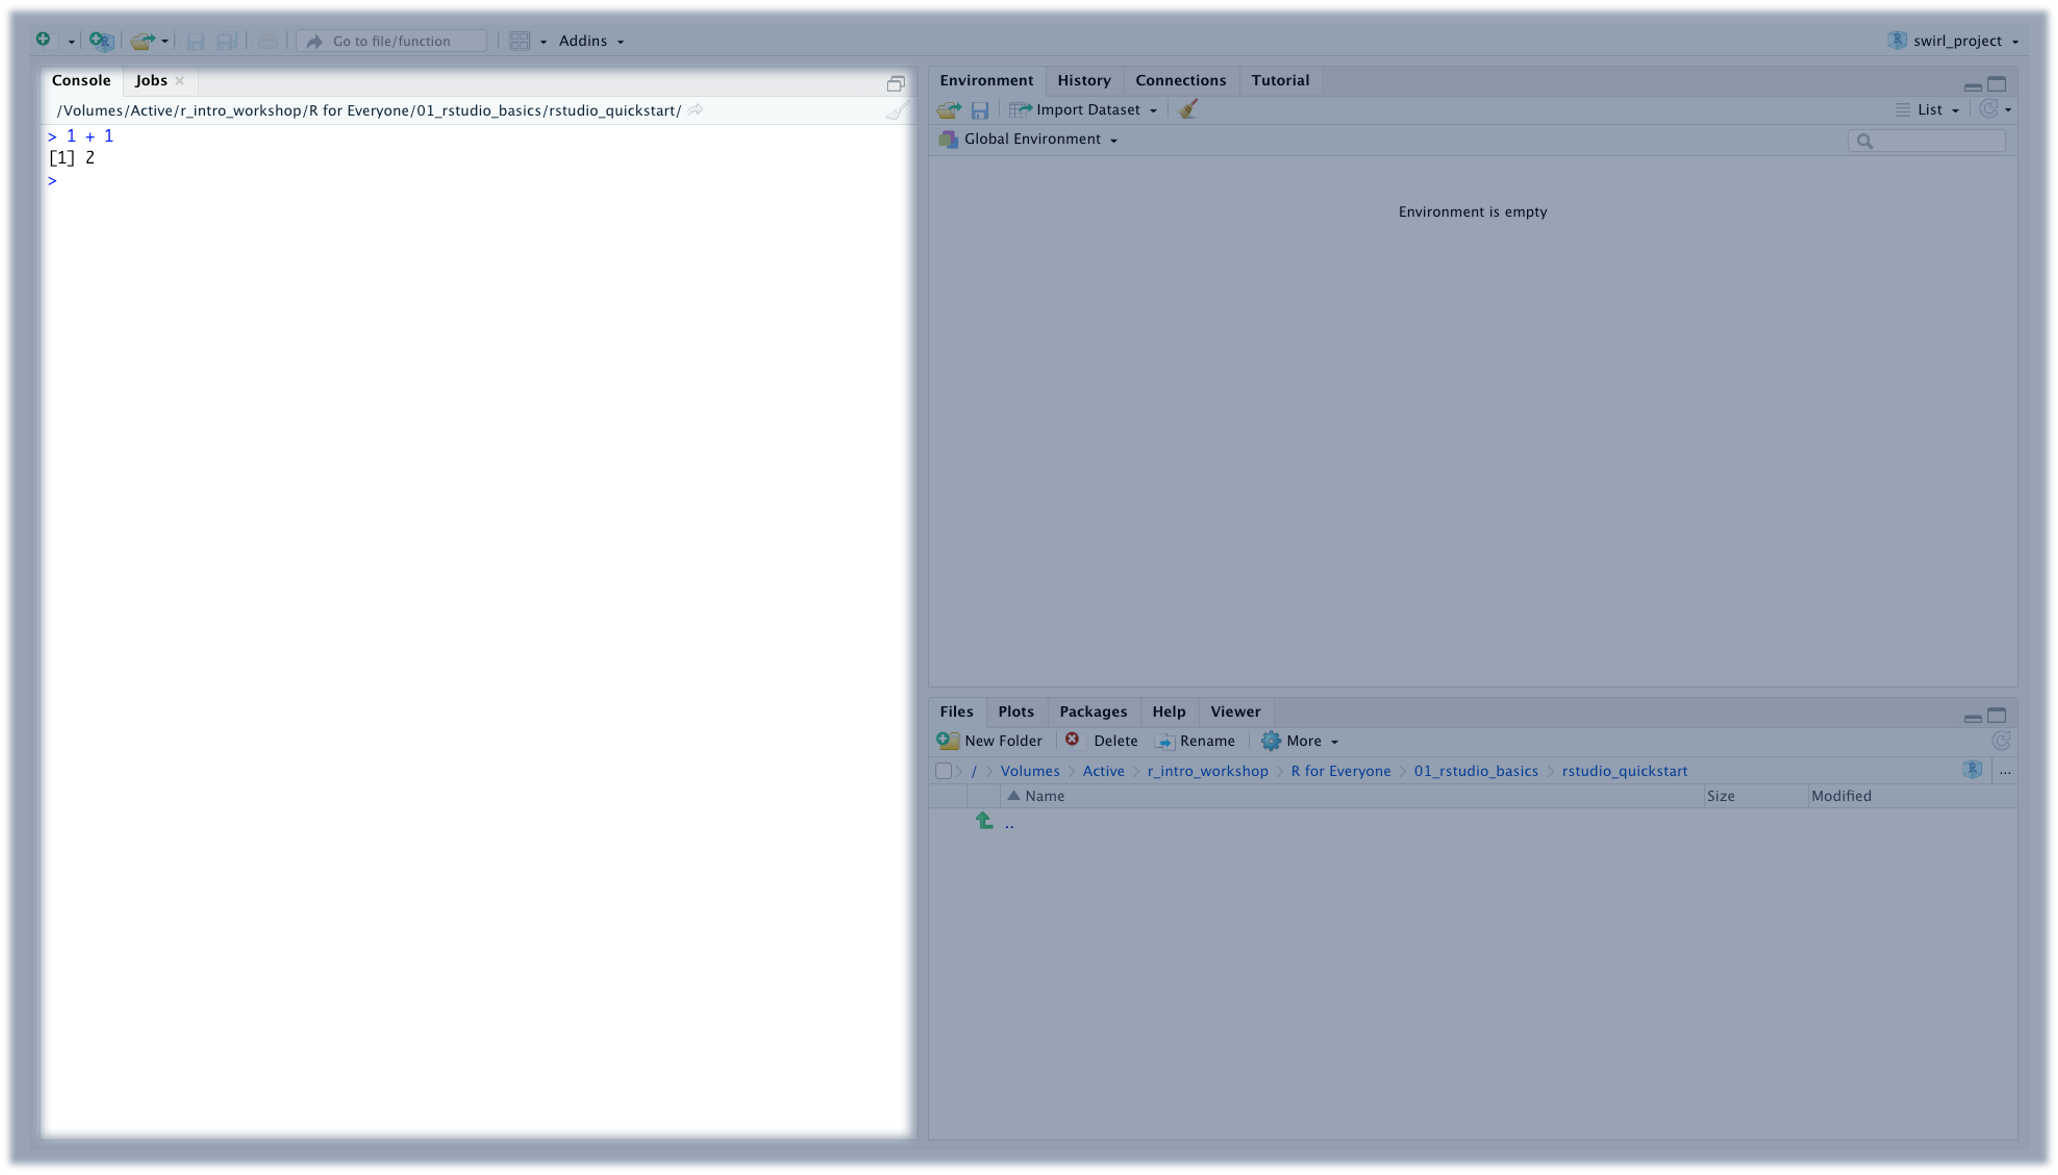 Go to file/function
Addins
swirl_project
Console Jobs
/Volumes/Active/r_intro_workshop/R for Everyone/01_rstudio_basics/rstudio_quickstart/
> 1 + 1
[1] 2
>
Environment History Connections Tutorial
Import Dataset List
Global Environment
Environment is empty
Files Plots Packages Help Viewer
New Folder Delete Rename More
/ Volumes Active r_intro_workshop R for Everyone 01_rstudio_basics rstudio_quickstart R ...
Name Size Modified
..